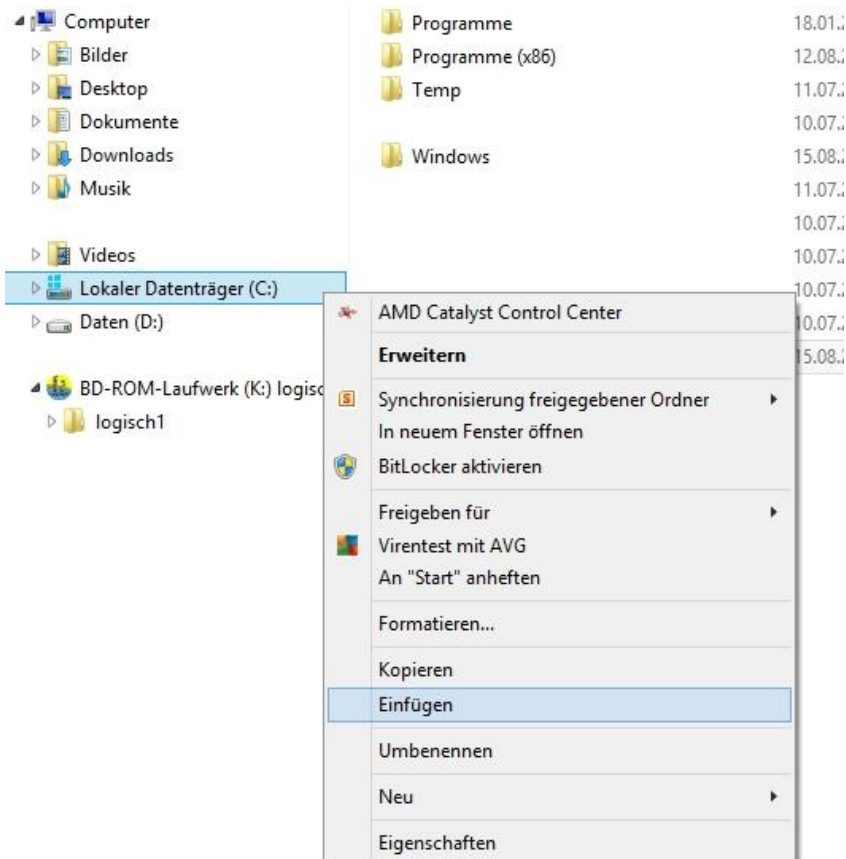 Computer
Bilder
Desktop
Dokumente
Downloads
Musik
Videos
Lokaler Datenträger (C:)
Daten (D:)
BD-ROM-Laufwerk (K:) logisc
logisch1
Programme
Programme (x86)
Temp
Windows
18.01.2
12.08.2
11.07.2
10.07.2
15.08.2
11.07.2
10.07.2
10.07.2
10.07.2
10.07.2
15.08.2
AMD Catalyst Control Center
Erweitern
Synchronisierung freigegebener Ordner
In neuem Fenster öffnen
BitLocker aktivieren
Freigeben für
Virentest mit AVG
An "Start" anheften
Formatieren...
Kopieren
Einfügen
Umbenennen
Neu
Eigenschaften